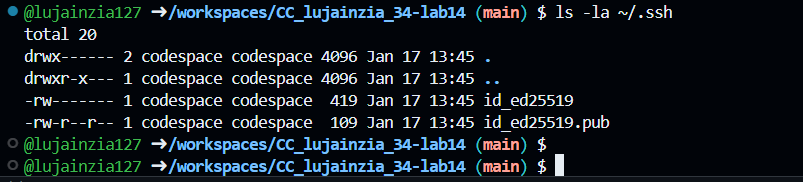 @lujainzia127 ➜/workspaces/CC_lujainzia_34-lab14 (main) $ ls -la ~/.ssh
total 20
drwx------ 2 codespace codespace 4096 Jan 17 13:45 .
drwxr-x--- 1 codespace codespace 4096 Jan 17 13:45 ..
-rw------- 1 codespace codespace  419 Jan 17 13:45 id_ed25519
-rw-r--r-- 1 codespace codespace  109 Jan 17 13:45 id_ed25519.pub
@lujainzia127 ➜/workspaces/CC_lujainzia_34-lab14 (main) $
@lujainzia127 ➜/workspaces/CC_lujainzia_34-lab14 (main) $